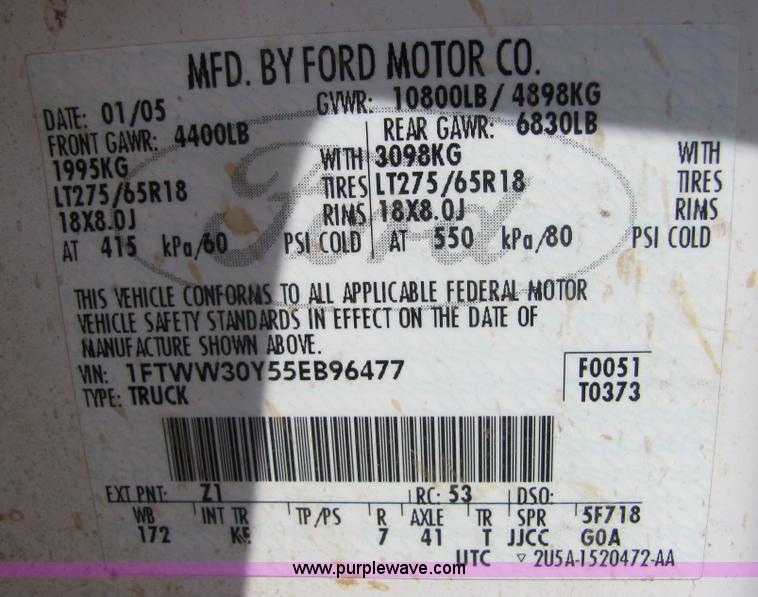 MFD. BY FORD MOTOR CO.
DATE: 01/05 GVWR: 10800LB/ 4898KG
FRONT GAWR: 4400LB REAR GAWR: 6830LB
1995KG WITH 3098KG WITH
LT275/65R18 TIRES LT275/65R18 TIRES
18X8.0J RIMS 18X8.0J RIMS
AT 415 kPa/60 PSI COLD AT 550 kPa/80 PSI COLD
THIS VEHICLE CONFORMS TO ALL APPLICABLE FEDERAL MOTOR
VEHICLE SAFETY STANDARDS IN EFFECT ON THE DATE OF
MANUFACTURE SHOWN ABOVE.
VIN: 1FTWW30Y55EB96477 F0051
TYPE: TRUCK T0373
EXT PNT: Z1 RC: 53 DSO:
WB INT TR TP/PS R AXLE TR SPR 5F718
172 KE 7 41 T JJCC G0A
UTC ▽ 2U5A-1520472-AA
www.purplewave.com
Ford